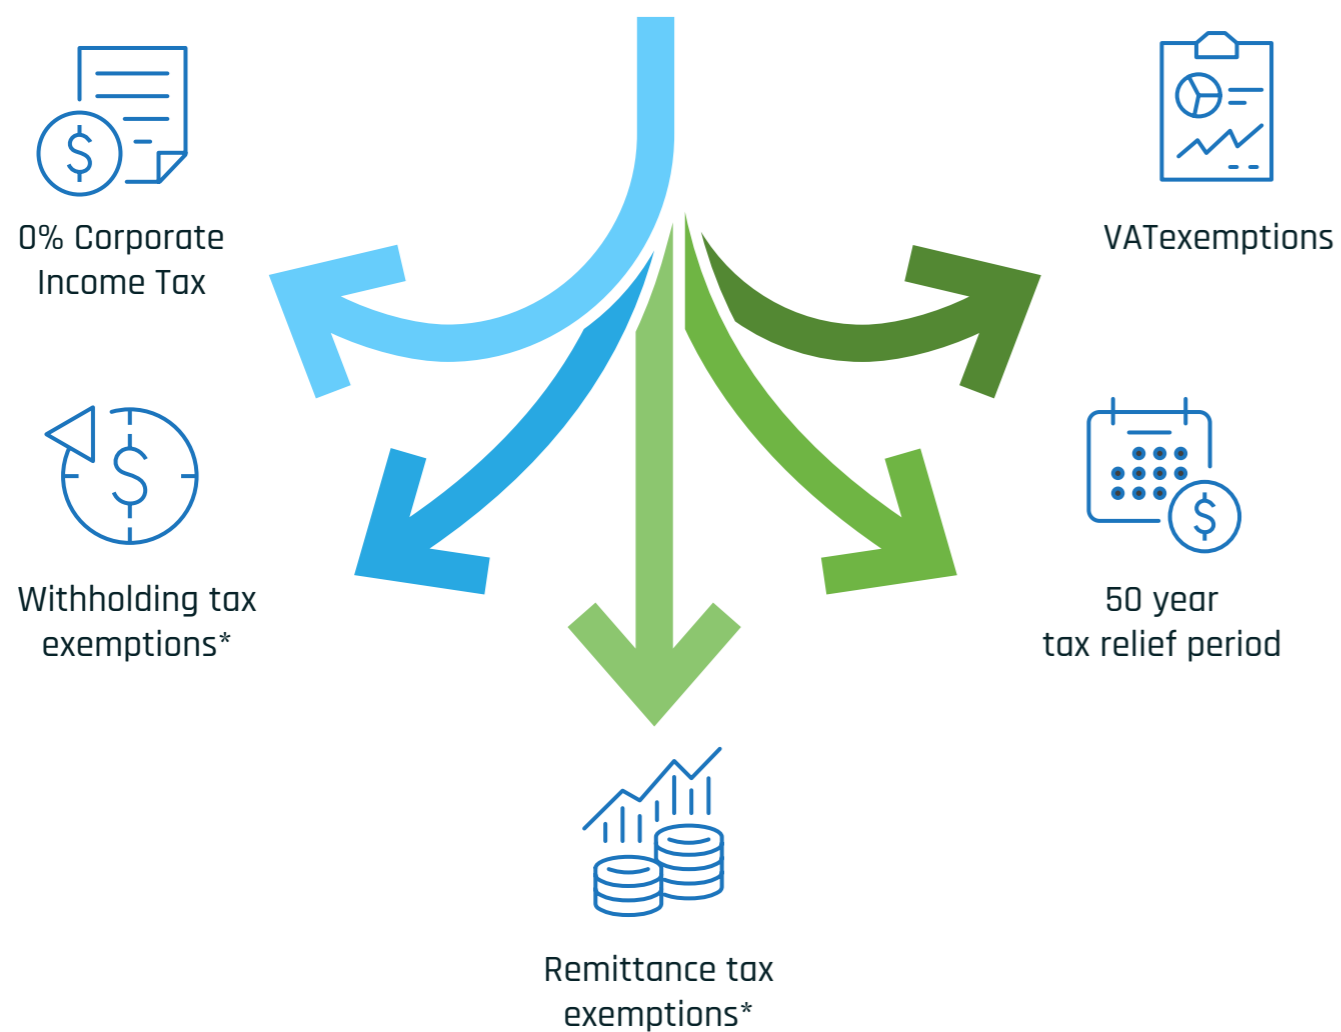 0% Corporate
Income Tax
VATexemptions
Withholding tax
exemptions*
50 year
tax relief period
Remittance tax
exemptions*